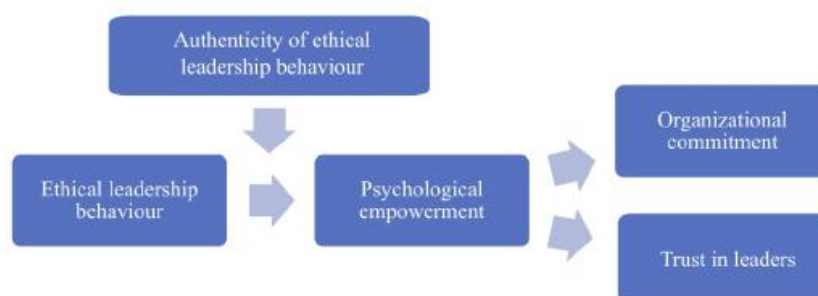 Authenticity of ethical
leadership behaviour
Ethical leadership
behaviour
Psychological
empowerment
Organizational
commitment
Trust in leaders